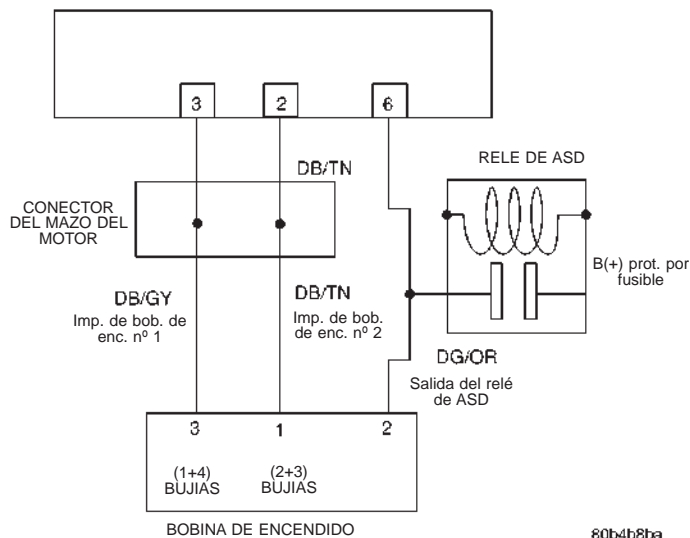 3
2
6
DB/TN
RELE DE ASD
CONECTOR
DEL MAZO DEL
MOTOR
B(+) prot. por
fusible
DB/GY
Imp. de bob. de
enc. nº 1
DB/TN
Imp. de bob.
de enc. nº 2
DG/OR
Salida del relé
de ASD
3
1
2
(1+4)
BUJIAS
(2+3)
BUJIAS
BOBINA DE ENCENDIDO
80b4b8ba